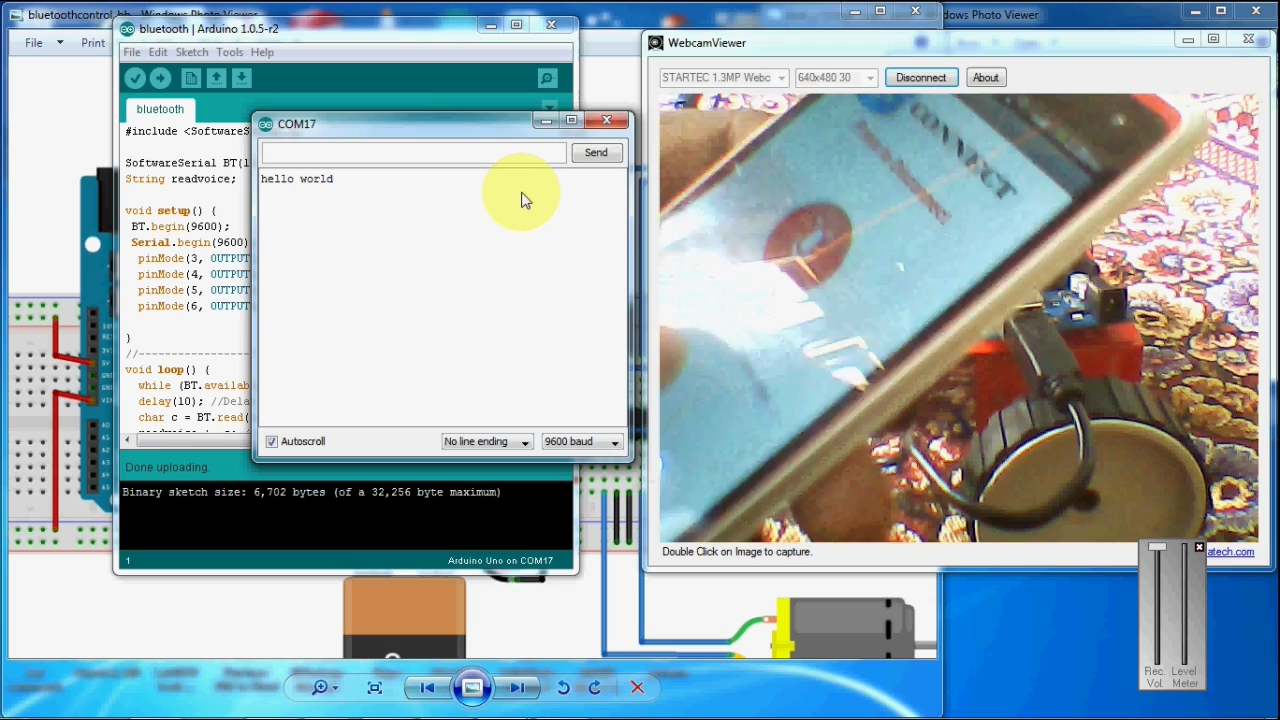 bluetoothcontrol_bb - Windows Photo Viewer
dows Photo Viewer
File
Print
bluetooth | Arduino 1.0.5-r2
File Edit Sketch Tools Help
bluetooth
#include <SoftwareS
SoftwareSerial BT(1
String readvoice;
void setup() {
BT.begin(9600);
Serial.begin(9600)
pinMode(3, OUTPUT
pinMode(4, OUTPUT
pinMode(5, OUTPUT
pinMode(6, OUTPUT
}
//--------------------
void loop() {
while (BT.availab
delay(10); //Dela
char c = BT.read(
Done uploading.
Binary sketch size: 6,702 bytes (of a 32,256 byte maximum)
1
Arduino Uno on COM17
COM17
Send
hello world
Autoscroll
No line ending
9600 baud
WebcamViewer
STARTEC 1.3MP Webc
640x480 30
Disconnect
About
CONNECT
Double Click on Image to capture.
atech.com
Rec. Level
Vol. Meter